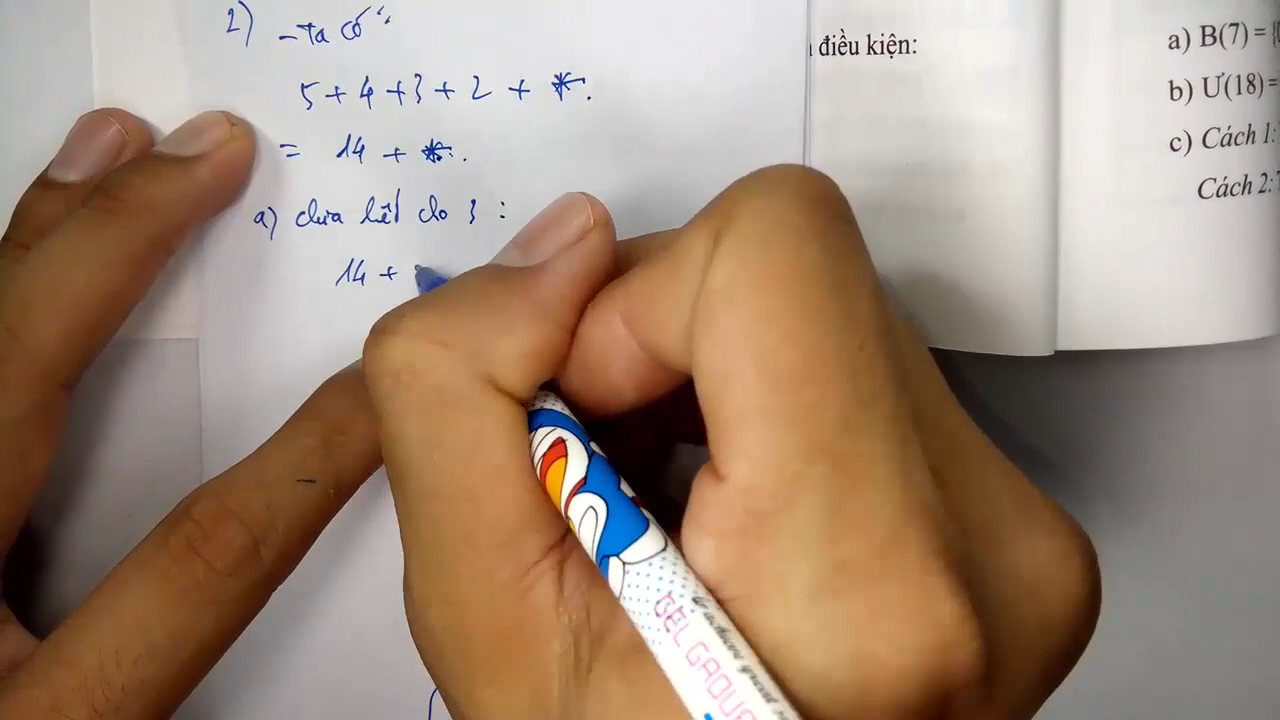 2) - Ta có:
5 + 4 + 3 + 2 + *.
= 14 + *.
a) chia hết cho 3 :
14 +
điều kiện:
a) B(7) =
b) Ư(18) =
c) Cách 1:
Cách 2:
GEL